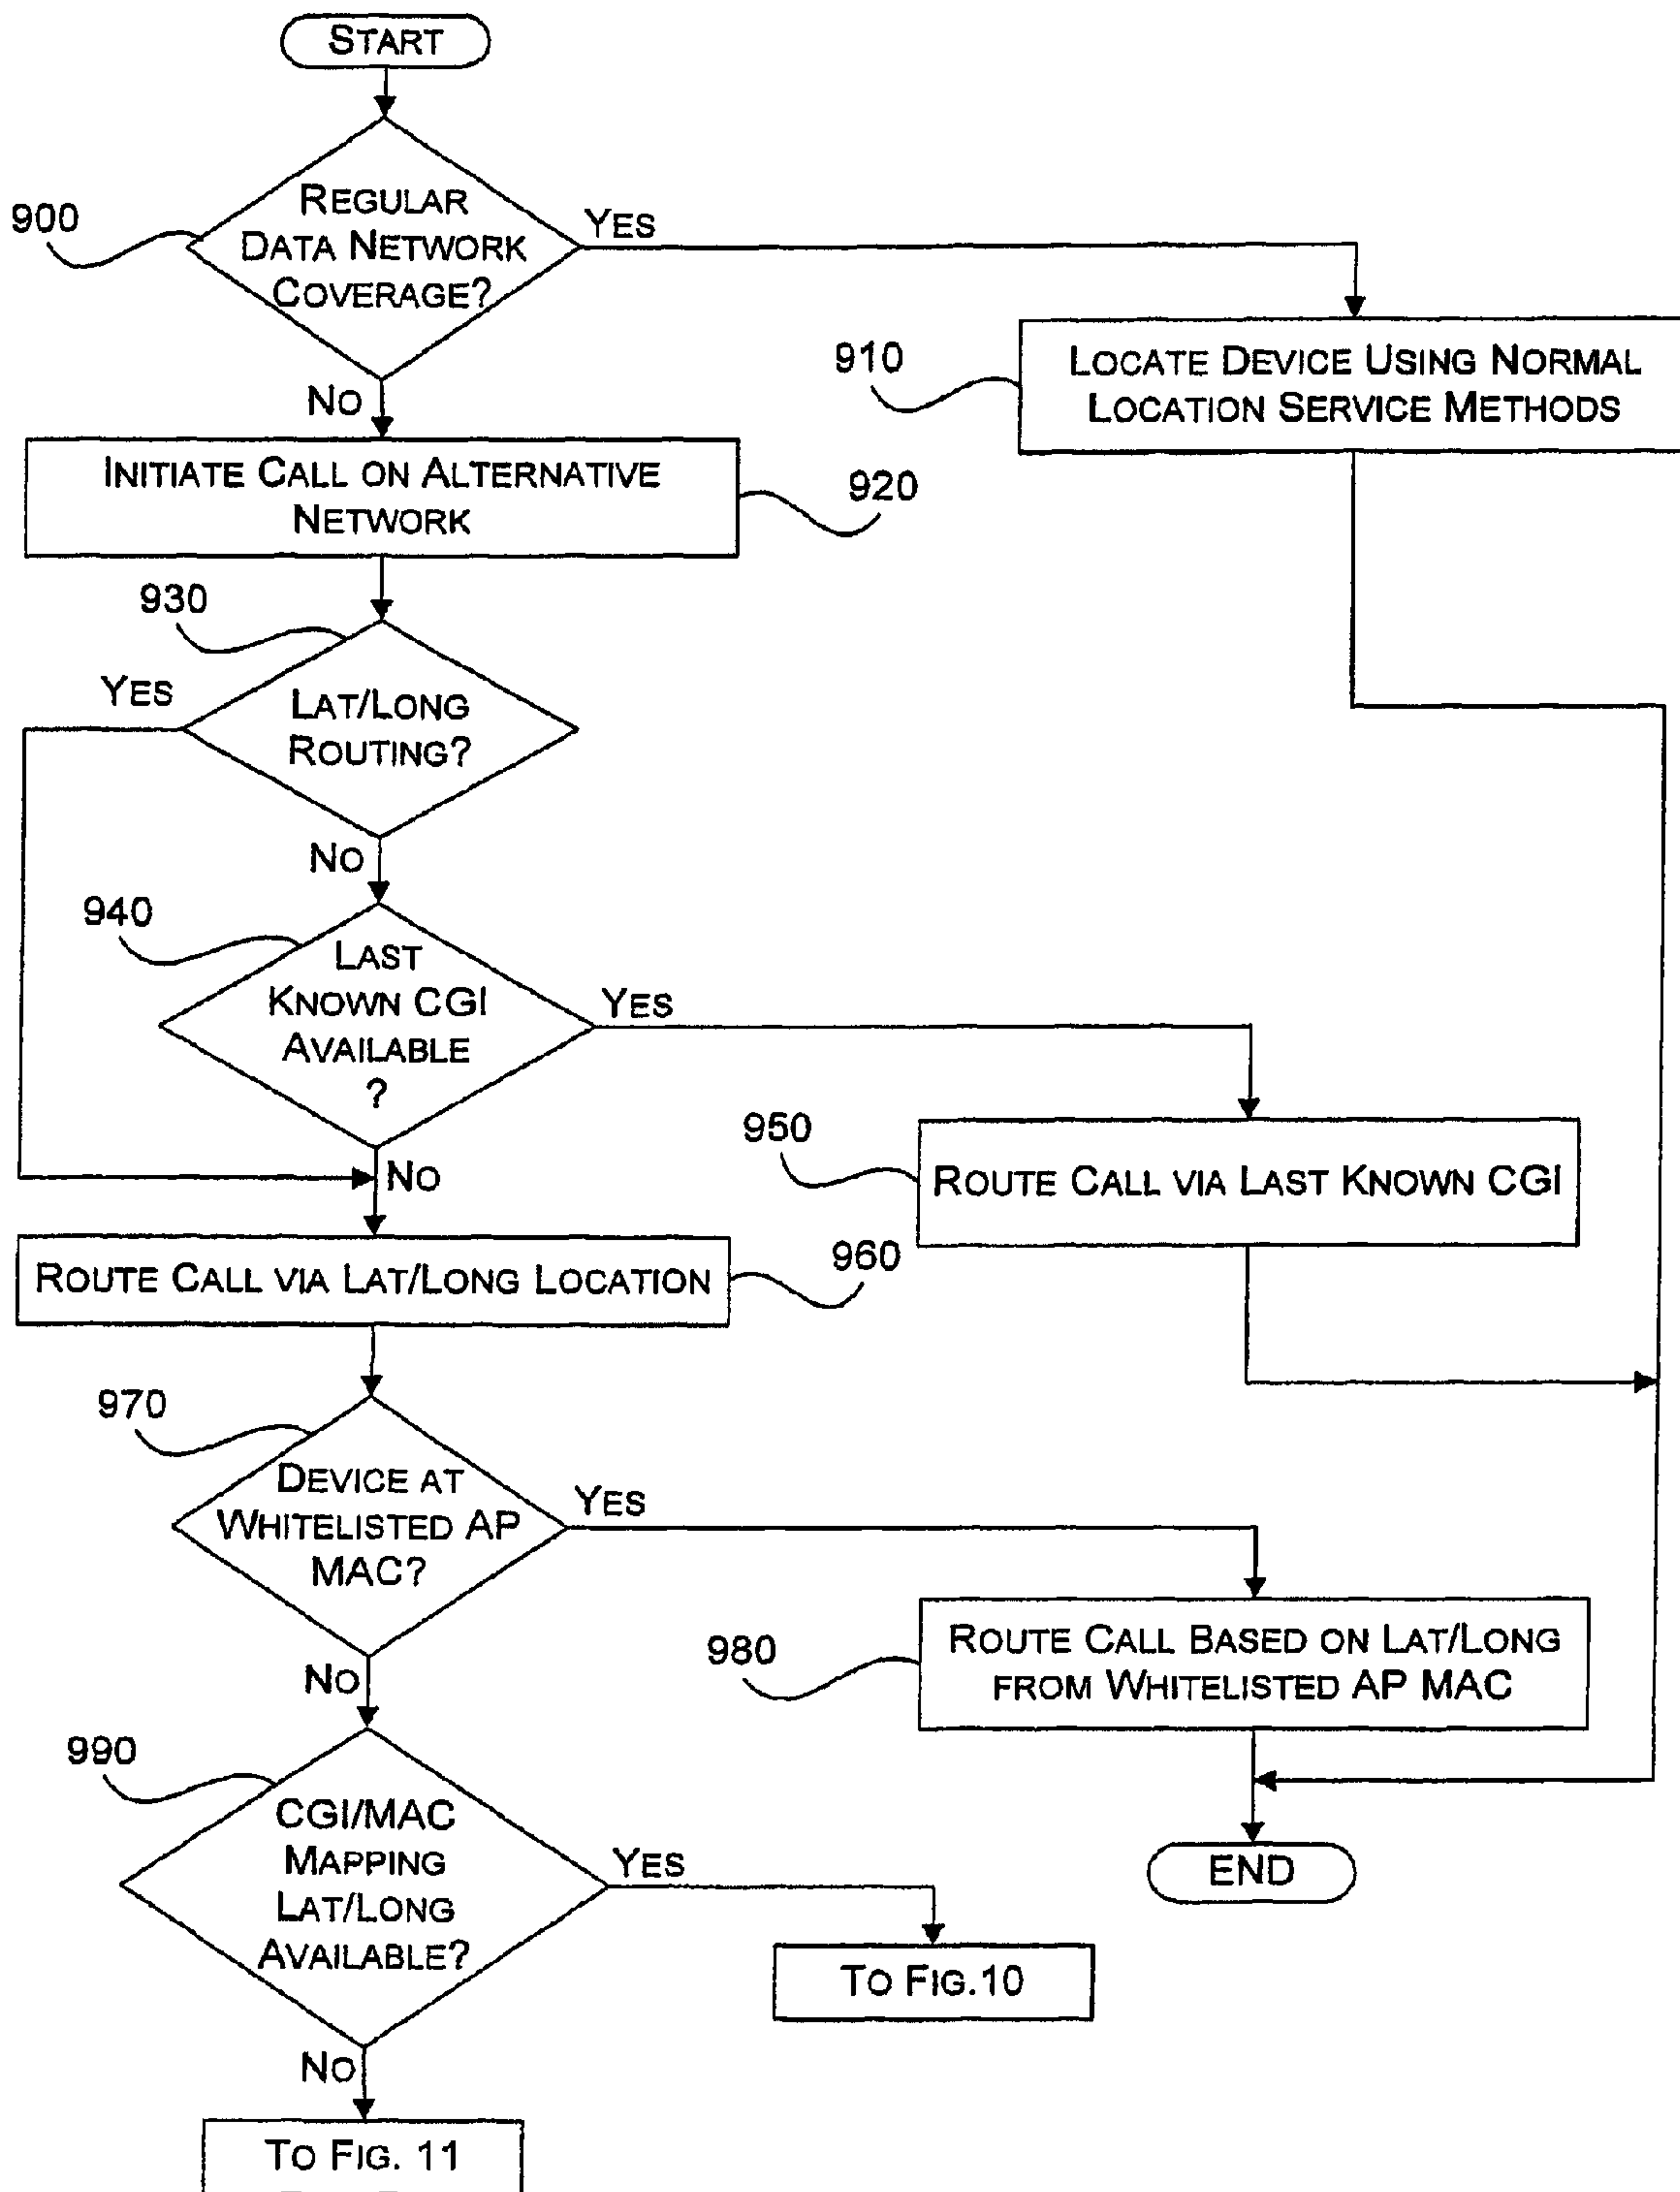 START
900
REGULAR
DATA NETWORK
COVERAGE?
YES
NO
910
LOCATE DEVICE USING NORMAL
LOCATION SERVICE METHODS
INITIATE CALL ON ALTERNATIVE
NETWORK
920
930
YES
LAT/LONG
ROUTING?
NO
940
LAST
KNOWN CGI
AVAILABLE
?
YES
NO
950
ROUTE CALL VIA LAST KNOWN CGI
ROUTE CALL VIA LAT/LONG LOCATION
960
970
DEVICE AT
WHITELISTED AP
MAC?
YES
NO
980
ROUTE CALL BASED ON LAT/LONG
FROM WHITELISTED AP MAC
990
CGI/MAC
MAPPING
LAT/LONG
AVAILABLE?
YES
NO
END
TO FIG.10
TO FIG. 11